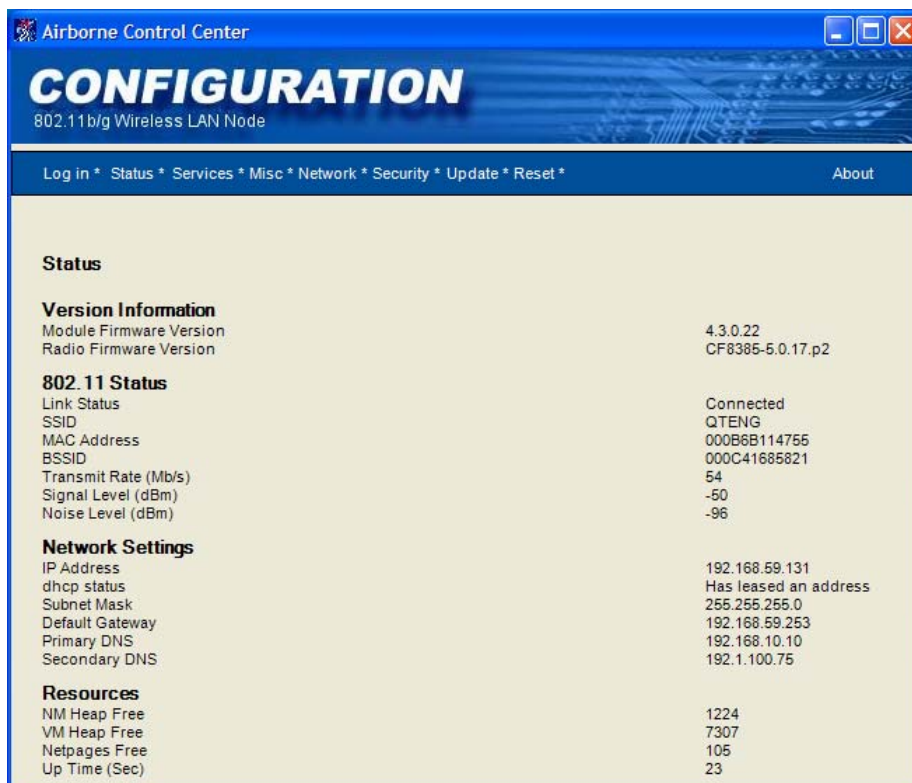 Airborne Control Center
CONFIGURATION
802.11b/g Wireless LAN Node
Log in * Status * Services * Misc * Network * Security * Update * Reset * About
Status
Version Information
Module Firmware Version 4.3.0.22
Radio Firmware Version CF8385-5.0.17.p2
802.11 Status
Link Status Connected
SSID QTENG
MAC Address 000B6B114755
BSSID 000C41685821
Transmit Rate (Mb/s) 54
Signal Level (dBm) -50
Noise Level (dBm) -96
Network Settings
IP Address 192.168.59.131
dhcp status Has leased an address
Subnet Mask 255.255.255.0
Default Gateway 192.168.59.253
Primary DNS 192.168.10.10
Secondary DNS 192.1.100.75
Resources
NM Heap Free 1224
VM Heap Free 7307
Netpages Free 105
Up Time (Sec) 23